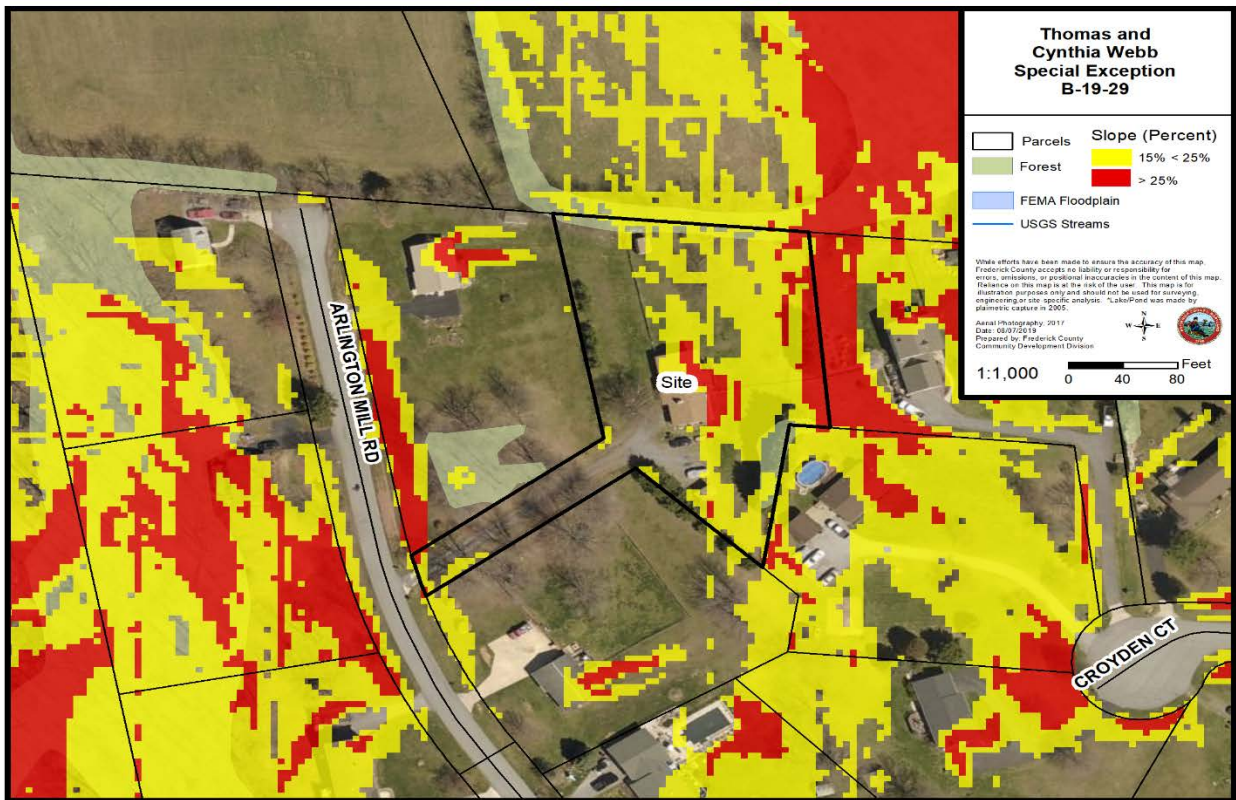 Thomas and
Cynthia Webb
Special Exception
B-19-29
Parcels
Forest
FEMA Floodplain
USGS Streams
Slope (Percent)
15% < 25%
> 25%
While efforts have been made to ensure the accuracy of this map,
Frederick County accepts no liability or responsibility for
errors, omissions, or positional inaccuracies in the content of this map.
Reliance on this map is at the risk of the user. This map is for
illustration purposes only and should not be used for surveying,
engineering, or site-specific analysis. *Lake/Pond was made by
plaimetric capture in 2005.
Aerial Photography, 2017
Date: 08/07/2019
Prepared by: Frederick County
Community Development Division
N
W E
S
1:1,000
0 40 80 Feet
Site
ARLINGTON MILL RD
CROYDEN CT